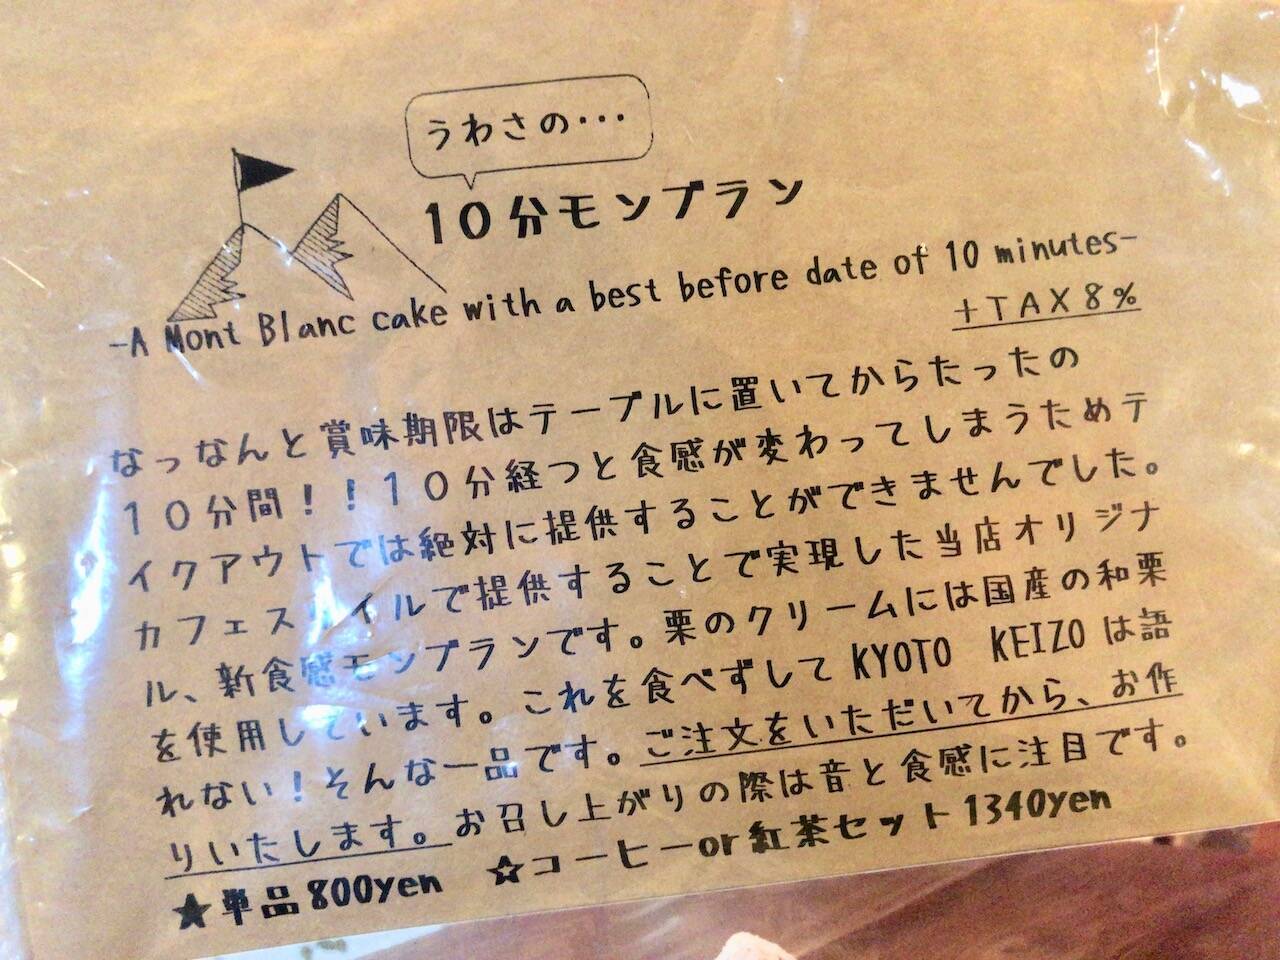 うわさの・・・
10分モンブラン
-A Mont Blanc cake with a best before date of 10 minutes-
+TAX8%
なっなんと賞味期限はテーブルに置いてからたったの
10分間！！10分経つと食感が変わってしまうためテ
イクアウトでは絶対に提供することができませんでした。
カフェスタイルで提供することで実現した当店オリジナ
ル、新食感モンブランです。栗のクリームには国産の和栗
を使用しています。これを食べずして KYOTO KEIZO は語
れない！そんな一品です。ご注文をいただいてから、お作
りいたします。お召し上がりの際は音と食感に注目です。
★単品800yen ☆コーヒーor紅茶セット1340yen